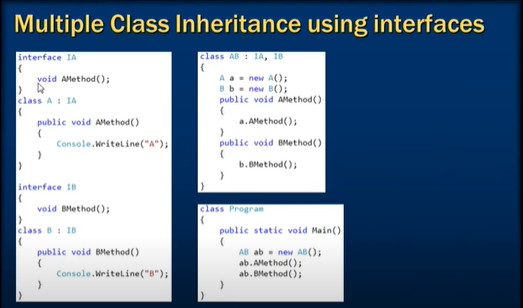 Multiple Class Inheritance using interfaces
interface IA
{
    void AMethod();
}
class A : IA
{
    public void AMethod()
    {
        Console.WriteLine("A");
    }
}
interface IB
{
    void BMethod();
}
class B : IB
{
    public void BMethod()
    {
        Console.WriteLine("B");
    }
}
class AB : IA, IB
{
    A a = new A();
    B b = new B();
    public void AMethod()
    {
        a.AMethod();
    }
    public void BMethod()
    {
        b.BMethod();
    }
}
class Program
{
    public static void Main()
    {
        AB ab = new AB();
        ab.AMethod();
        ab.BMethod();
    }
}